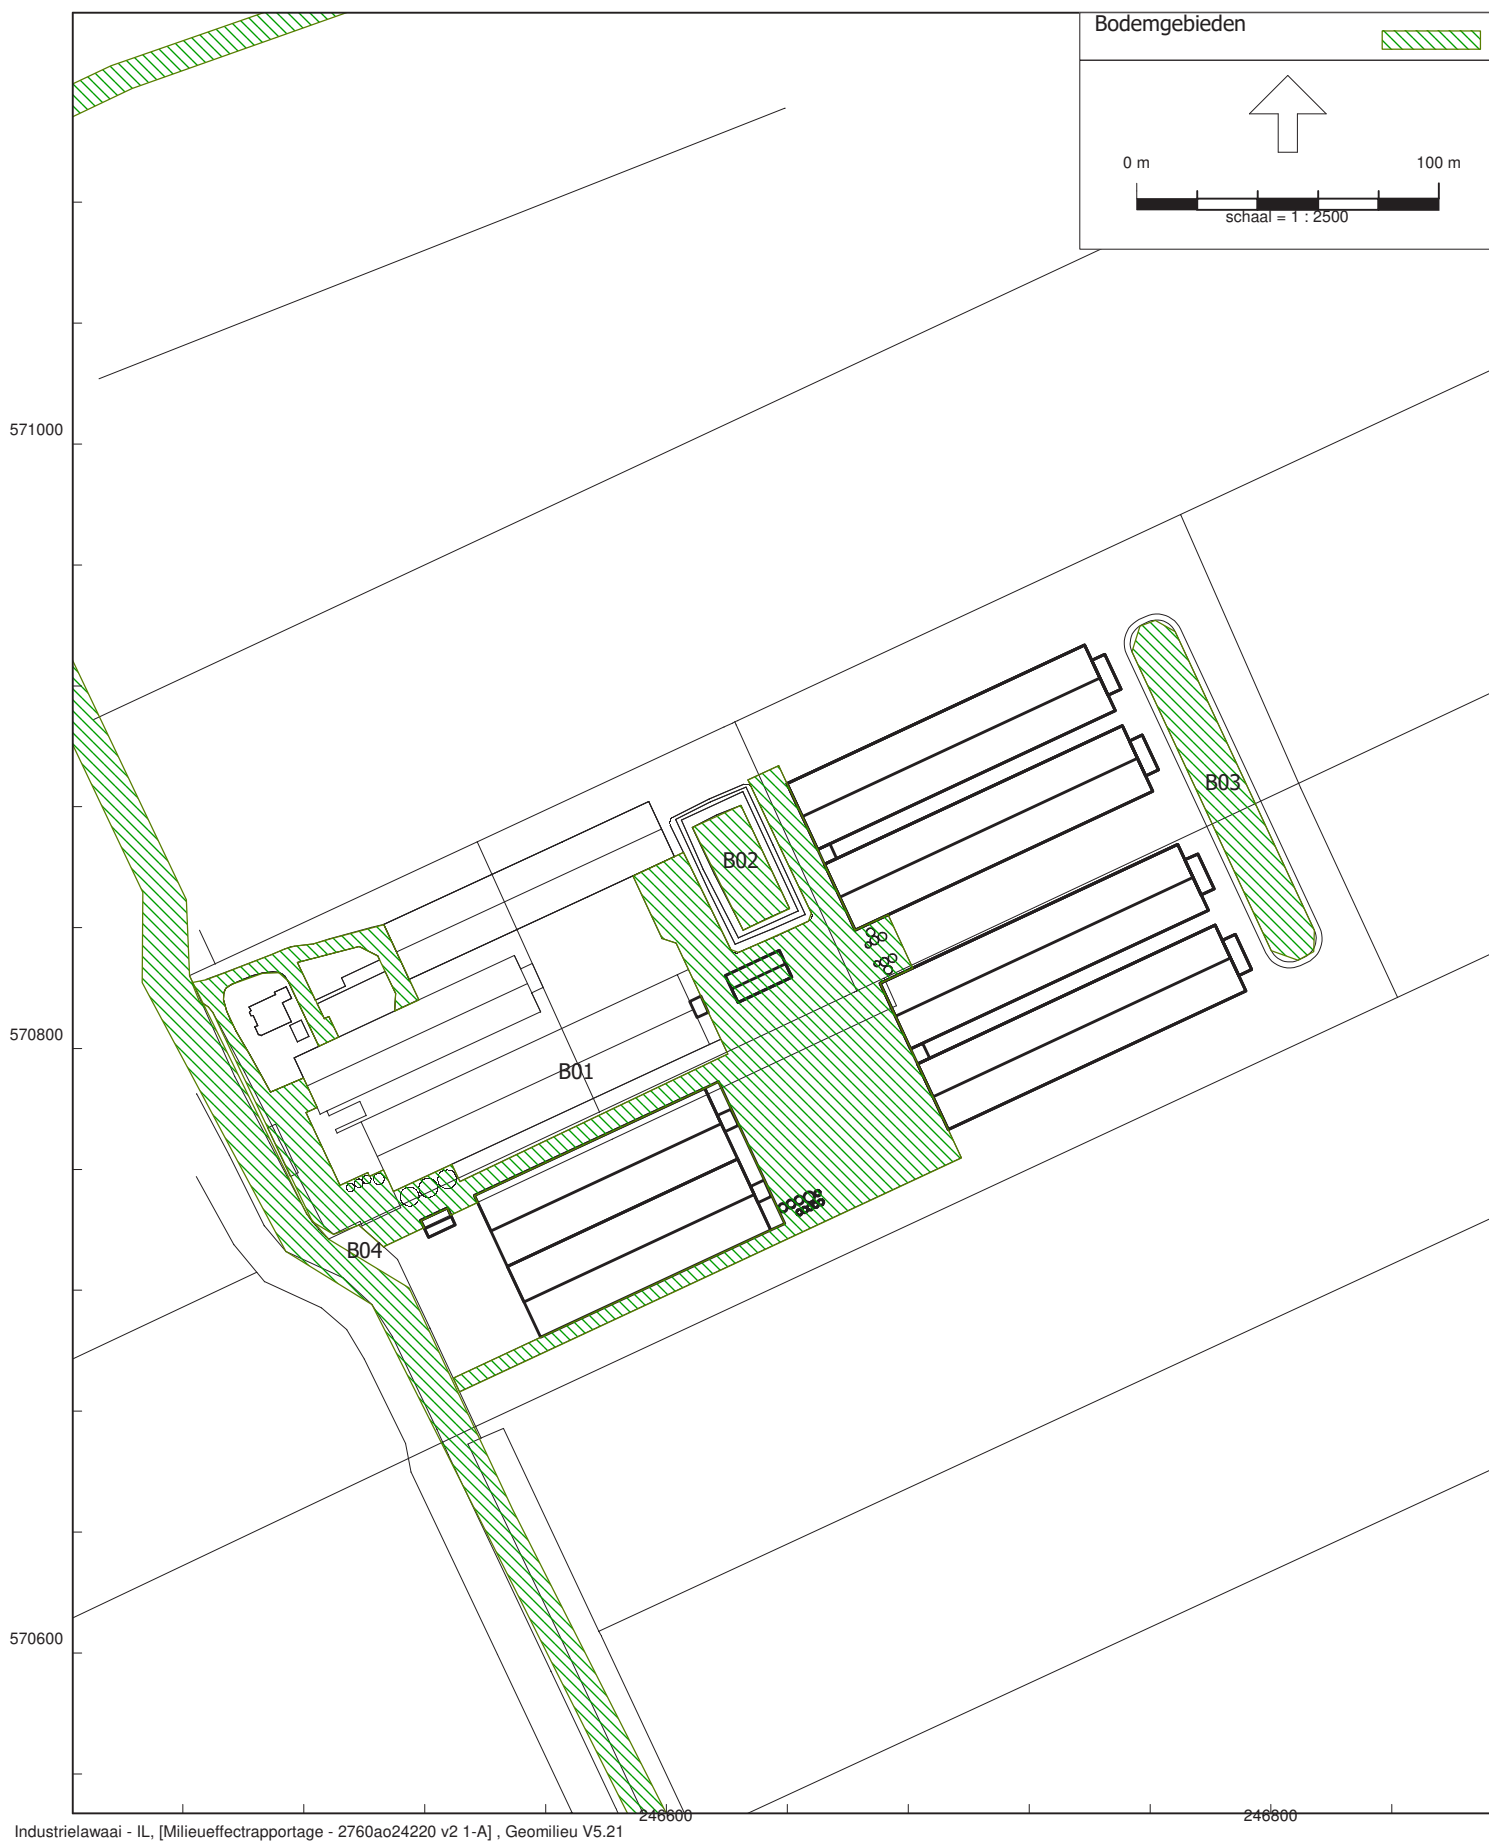 Bodemgebieden
0 m 100 m
schaal = 1 : 2500
571000
B03
B02
570800
B01
B04
570600
246600 246800
Industrielawaai - IL, [Milieueffectrapportage - 2760ao24220 v2 1-A] , Geomilieu V5.21